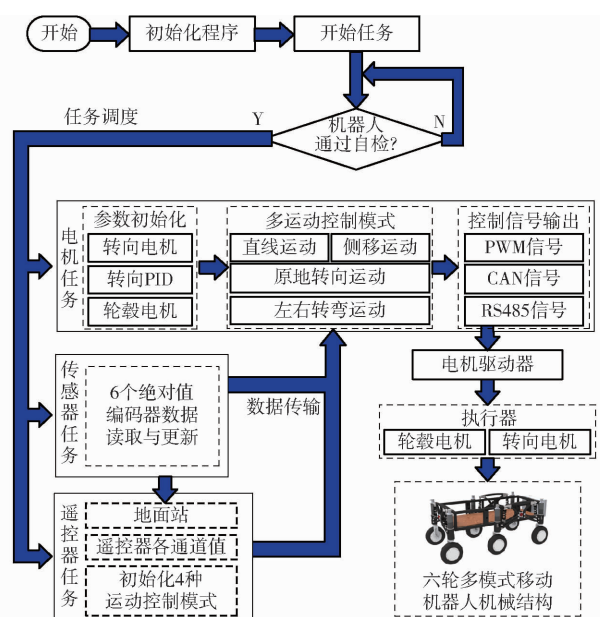 开始
初始化程序
开始任务
任务调度
Y
机器人
通过自检?
N
电机任务
参数初始化
转向电机
转向PID
轮毂电机
多运动控制模式
直线运动
侧移运动
原地转向运动
左右转弯运动
控制信号输出
PWM信号
CAN信号
RS485信号
传感器任务
6个绝对值
编码器数据
读取与更新
数据传输
电机驱动器
执行器
轮毂电机
转向电机
遥控器任务
地面站
遥控器各通道值
初始化4种
运动控制模式
六轮多模式移动
机器人机械结构